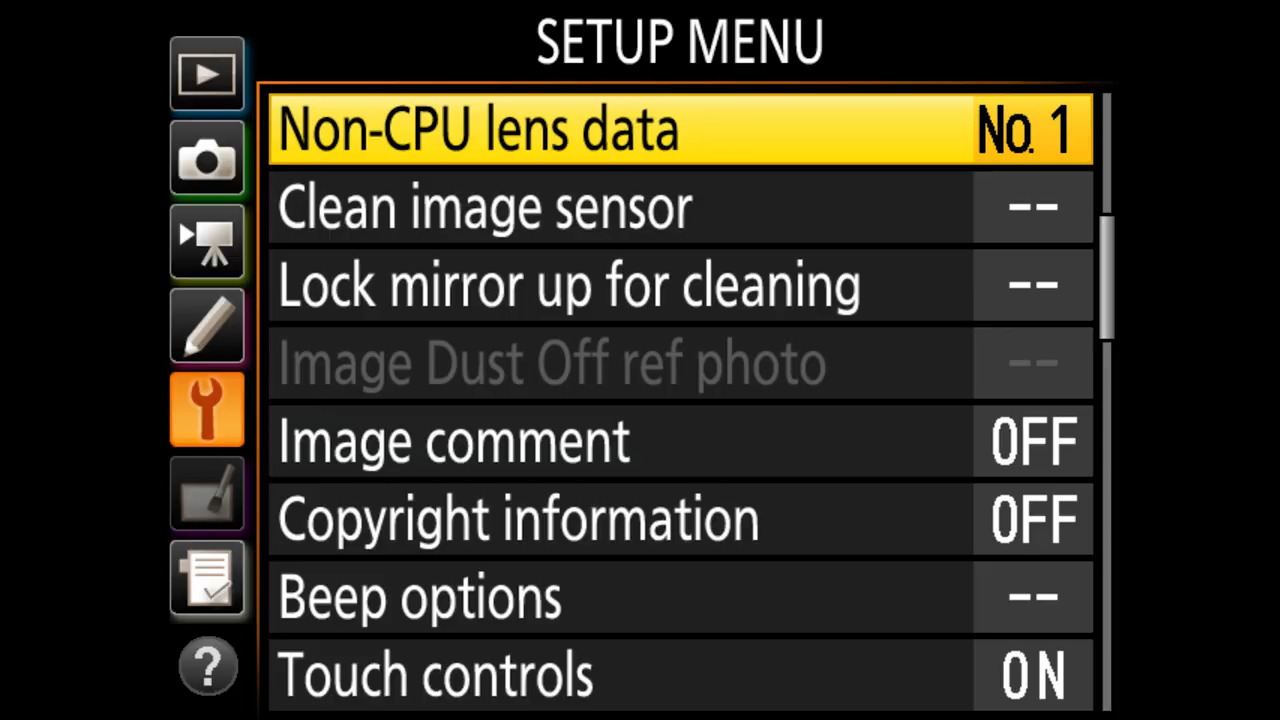 SETUP MENU
Non-CPU lens data No. 1
Clean image sensor --
Lock mirror up for cleaning --
Image Dust Off ref photo --
Image comment OFF
Copyright information OFF
Beep options --
Touch controls ON
?